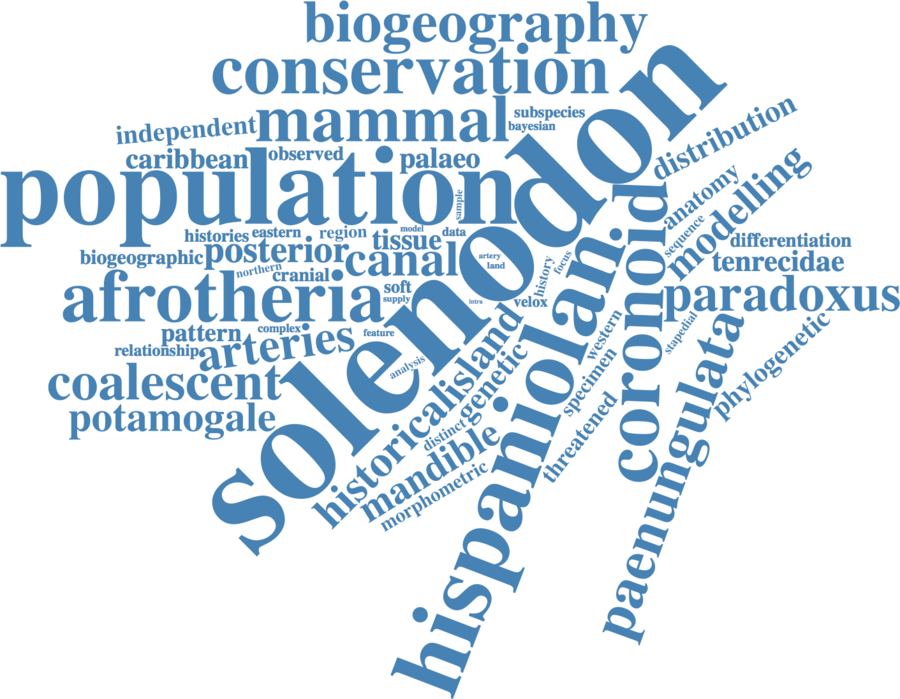 biogeography
conservation
solenodon
mammal
subspecies
bayesian
independent
distribution
caribbean
observed
palaeo
population
sample
modelling
anatomy
sequence
coronoid
histories
eastern
region
model
data
tissue
differentiation
biogeographic
posterior
canal
artery
land
tenrecidae
northern
cranial
history
focus
hispaniolan
afrotheria
soft
supply
intra
velox
paradoxus
pattern
complex
feature
western
stapedial
relationship
arteries
analysis
island
genetic
specimen
paenungulata
phylogenetic
coalescent
historical
distinct
threatened
potamogale
mandible
morphometric